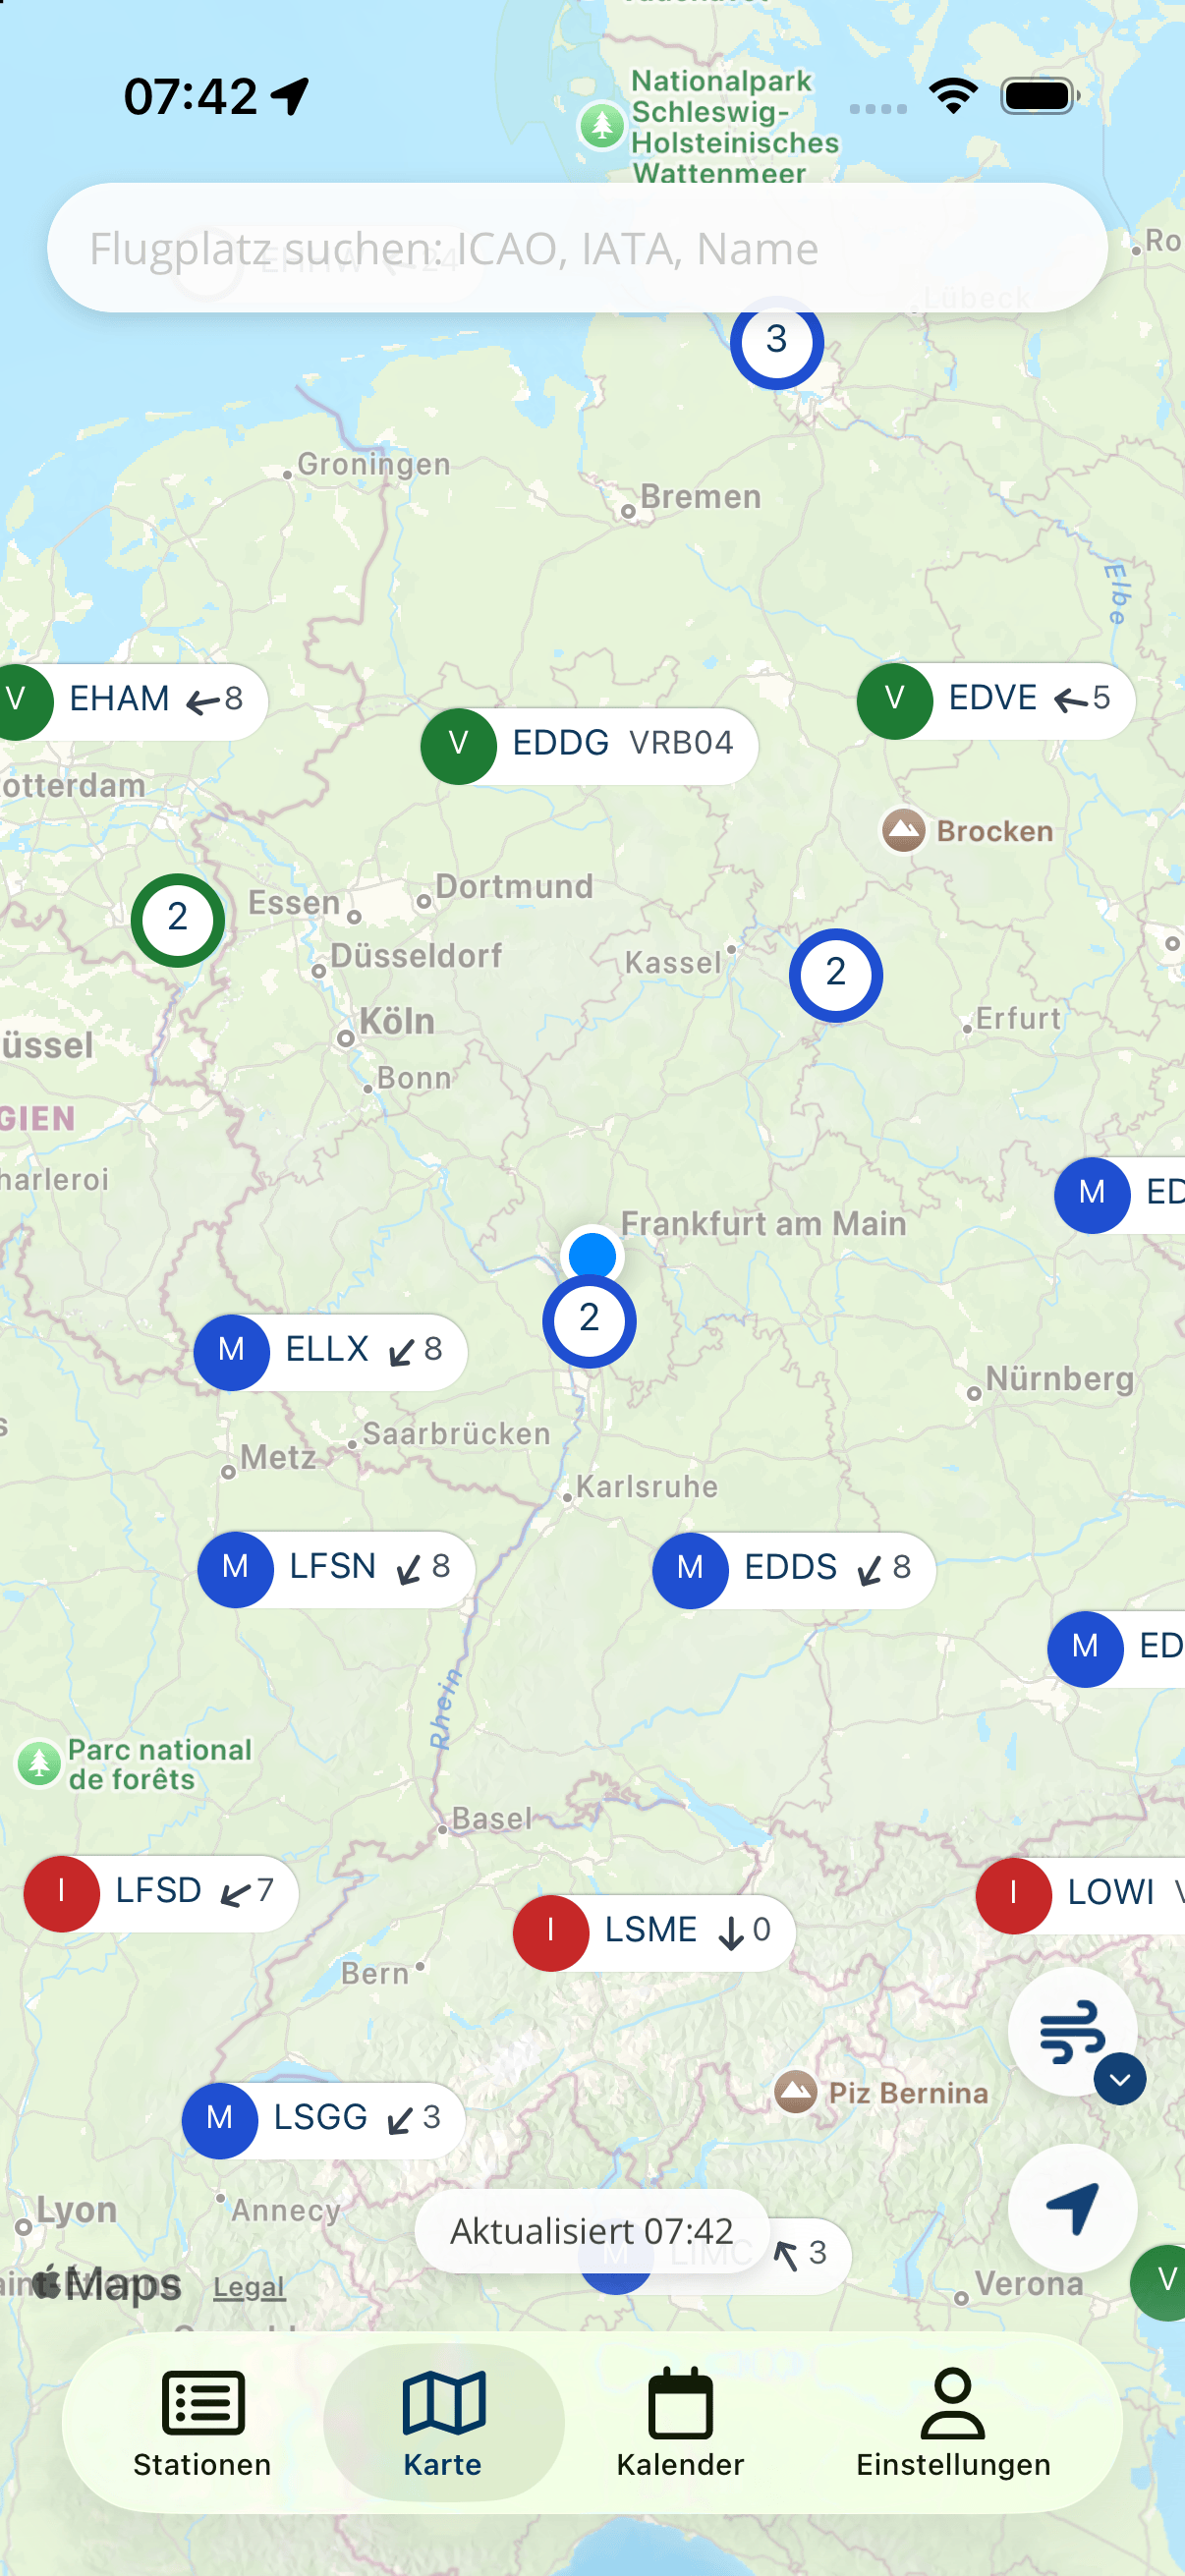 07:42
Nationalpark
Schleswig-
Holsteinisches
Wattenmeer
Flugplatz suchen: ICAO, IATA, Name
Ro
Lübeck
3
Groningen
Bremen
Elbe
V EHAM 8
V EDVE 5
V EDDG VRB04
otterdam
Brocken
Dortmund
Essen
2
Düsseldorf
Kassel
2
Köln
Erfurt
üssel
Bonn
GIEN
harleroi
M ED
Frankfurt am Main
2
M ELLX 8
Nürnberg
s
Saarbrücken
Metz
Karlsruhe
M LFSN 8
M EDDS 8
M ED
Rhein
Parc national
de forêts
Basel
I LFSD 7
I LOWI V
I LSME 0
Bern
Piz Bernina
M LSGG 3
Lyon
Annecy
Aktualisiert 07:42
M LIMC 3
V
Verona
Maps
Legal
Stationen
Karte
Kalender
Einstellungen